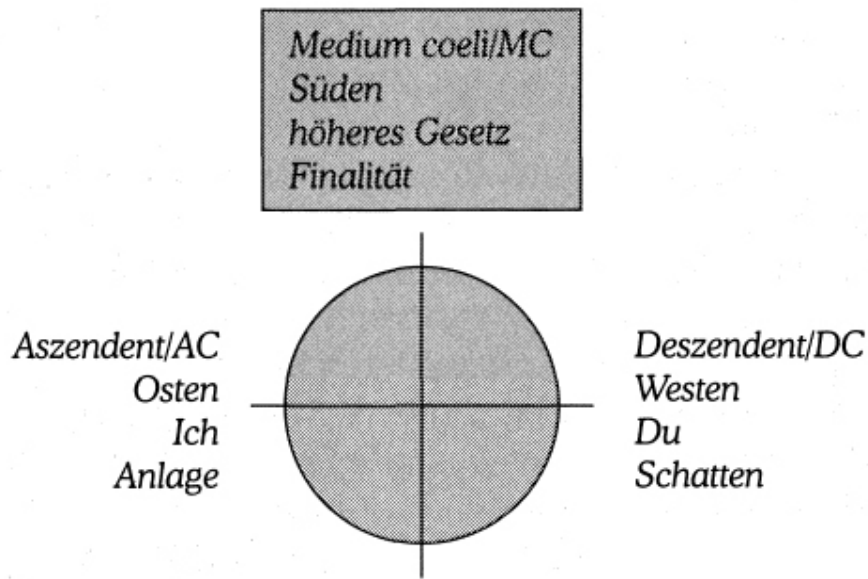 Medium coeli/MC
Süden
höheres Gesetz
Finalität
Aszendent/AC
Osten
Ich
Anlage
Deszendent/DC
Westen
Du
Schatten